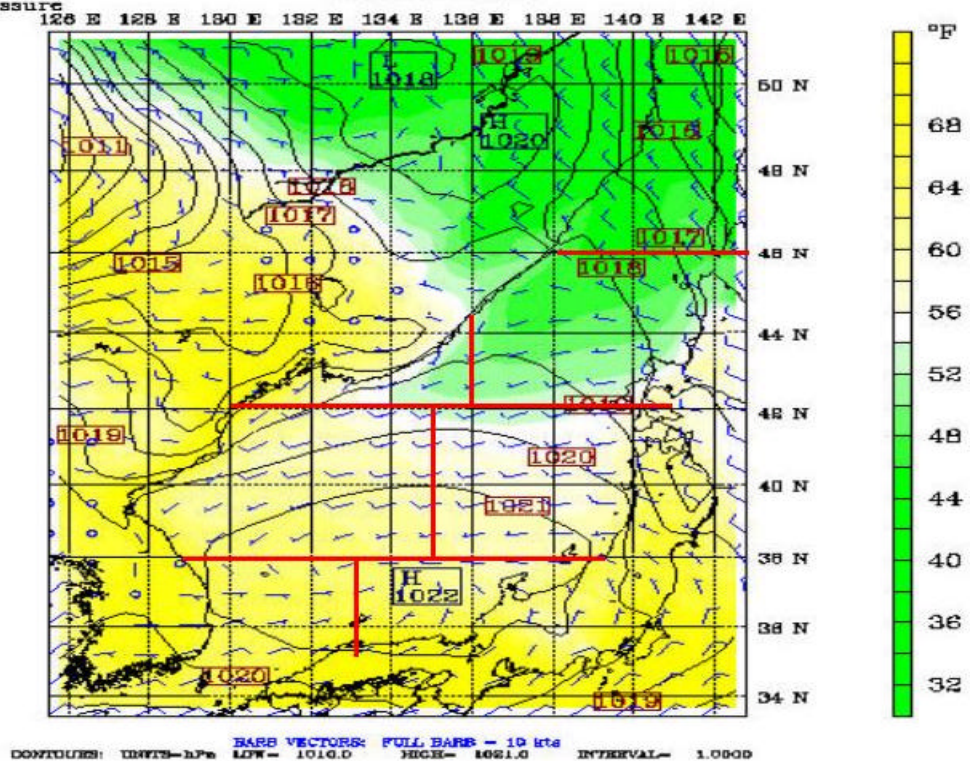 ssure
126 E 128 E 130 E 132 E 134 E 136 E 138 E 140 E 142 E
°F
L
1018
1019
1015
50 N
68
H
1020
1016
1011
48 N
64
1018
1017
1017
60
1015
1018
46 N
1016
56
44 N
52
1019
42 N
1019
48
1020
40 N
1021
44
38 N
40
H
1022
36 N
36
1020
1019
34 N
32
BARB VECTORS: FULL BARB = 10 kts
CONTOURS: UNITS=hPa LOW= 1010.0 HIGH= 1021.0 INTERVAL= 1.0000